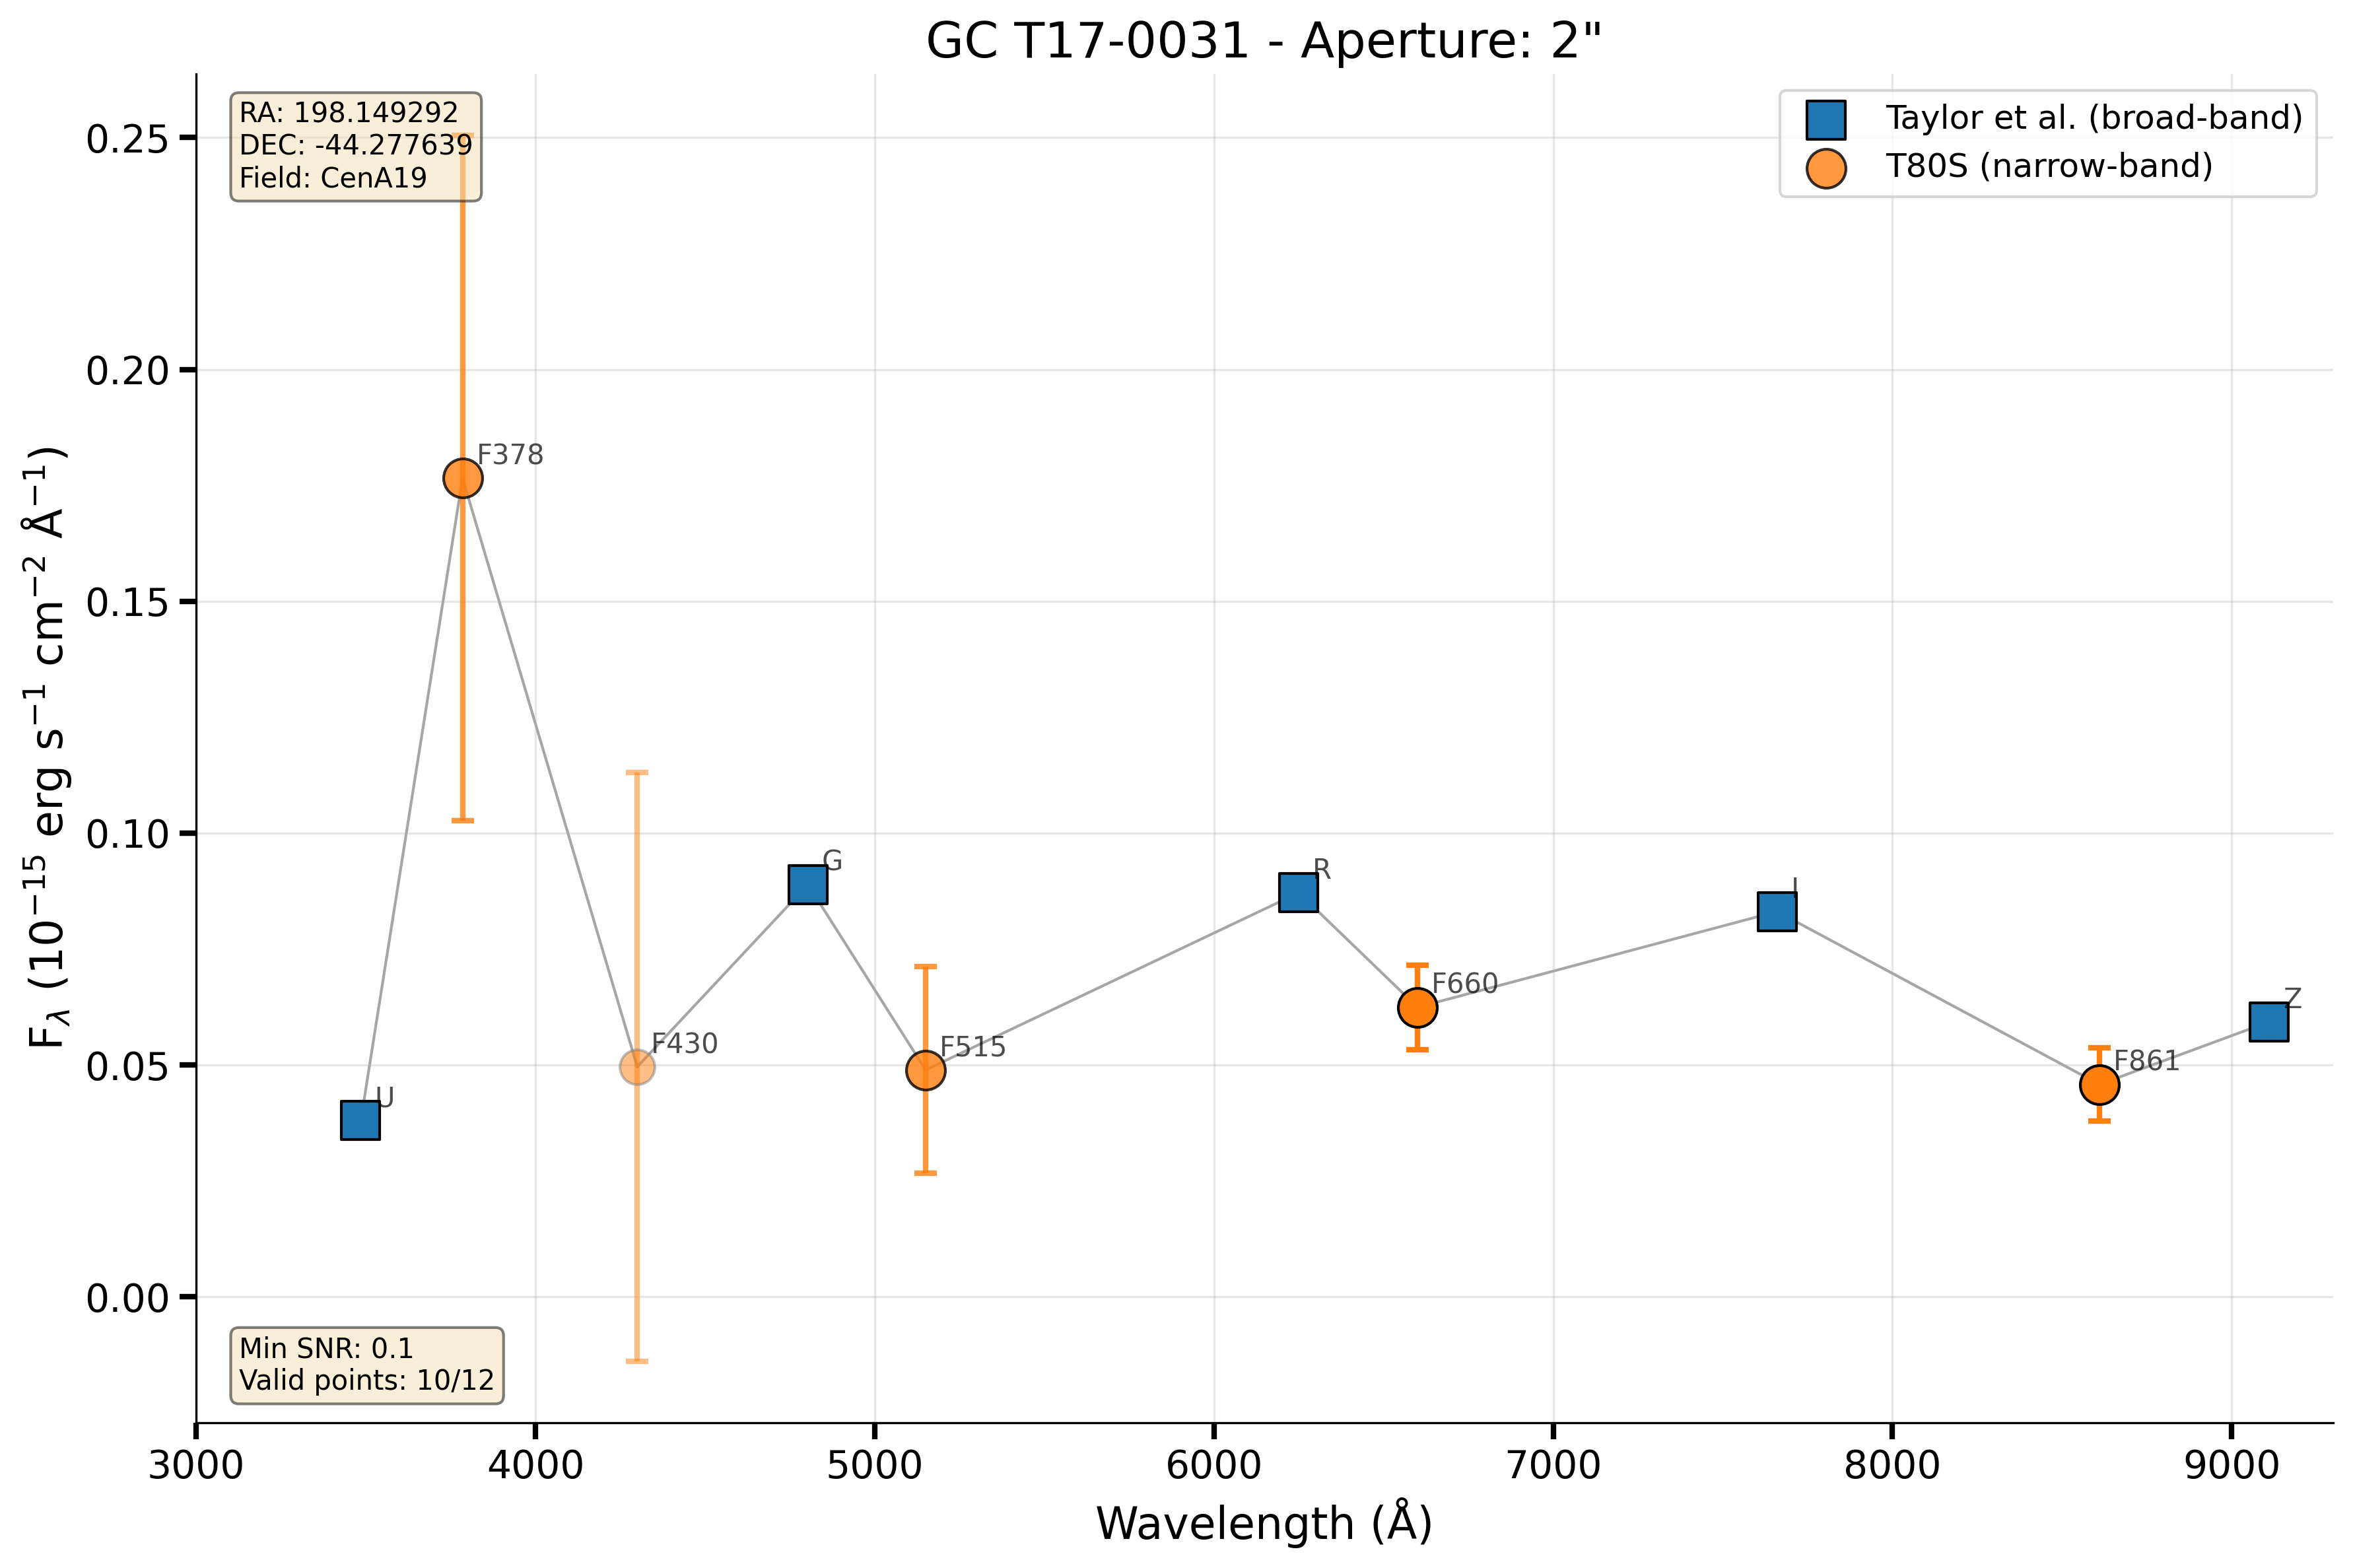 GC T17-0031 - Aperture: 2"
RA: 198.149292
DEC: -44.277639
Field: CenA19
Taylor et al. (broad-band)
T80S (narrow-band)
0.25
0.20
0.15
0.10
0.05
0.00
F_λ (10⁻¹⁵ erg s⁻¹ cm⁻² Å⁻¹)
F378
G
R
I
F660
F430
F515
Z
F861
U
Min SNR: 0.1
Valid points: 10/12
3000 4000 5000 6000 7000 8000 9000
Wavelength (Å)